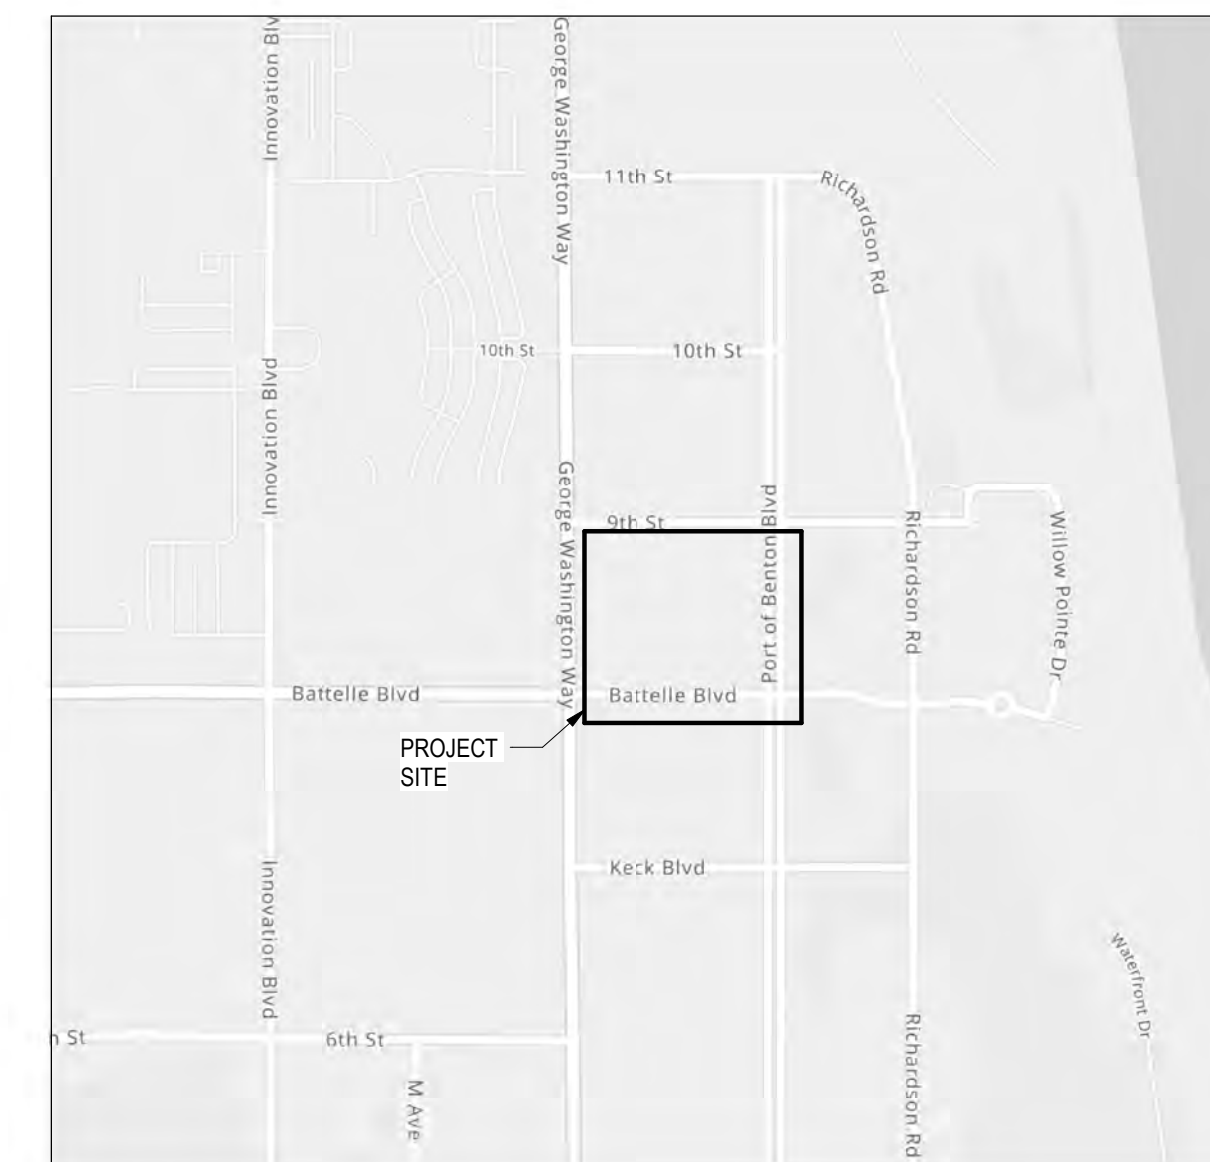 Innovation Blv
George Washington Way
11th St
Richardson Rd
10th St
10th St
Innovation Blvd
George Washington Way
9th St
Port of Benton Blvd
Richardson Rd
Willow Pointe Dr
Battelle Blvd
Battelle Blvd
PROJECT
SITE
Keck Blvd
Innovation Blvd
Waterfront Dr
St
6th St
Richardson Rd
M Ave